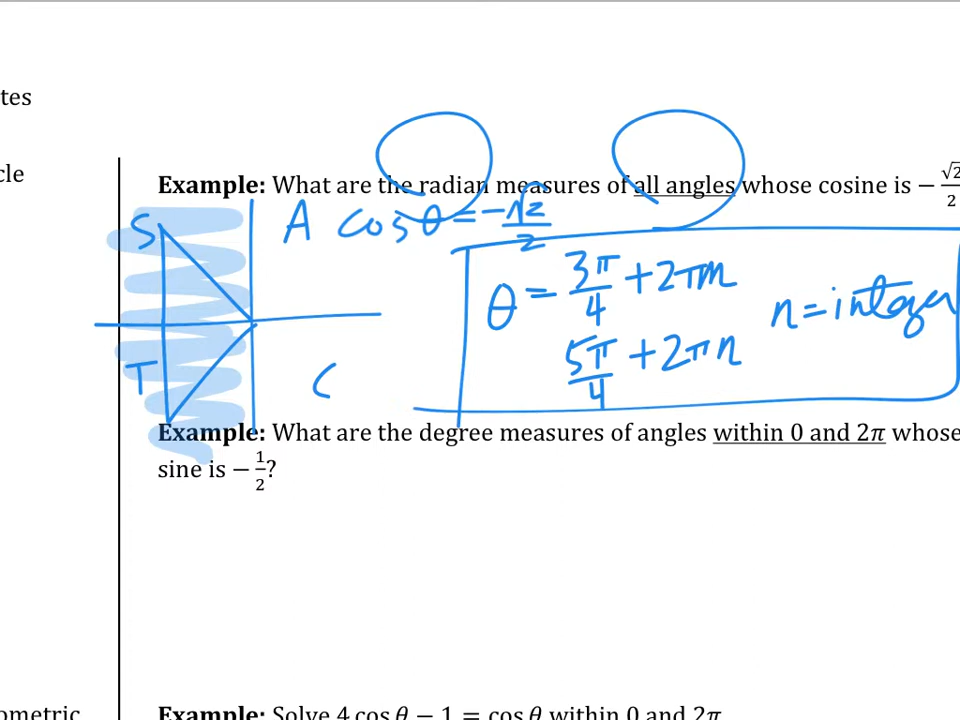 tes
cle
Example: What are the radian measures of all angles whose cosine is − √2/2
S A cos θ = −√2/2
θ = 3π/4 + 2πn
n = integer
5π/4 + 2πn
T C
Example: What are the degree measures of angles within 0 and 2π whose
sine is − 1/2?
ometric
Example: Solve 4 cos θ − 1 = cos θ within 0 and 2π